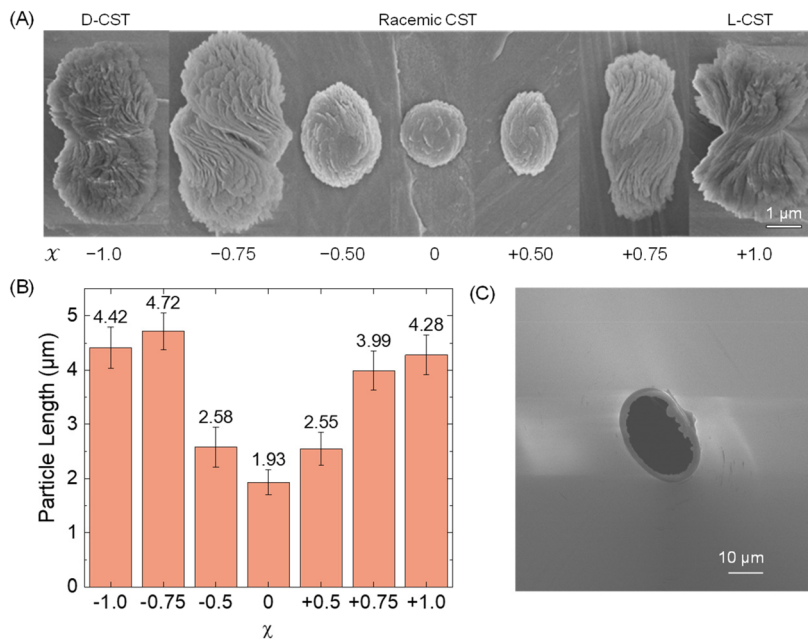 (A) D-CST Racemic CST L-CST
1 µm
x −1.0 −0.75 −0.50 0 +0.50 +0.75 +1.0
(B)
Particle Length (µm)
5
4
3
2
1
0
4.42 4.72 2.58 1.93 2.55 3.99 4.28
-1.0 -0.75 -0.5 0 +0.5 +0.75 +1.0
χ
(C)
10 µm